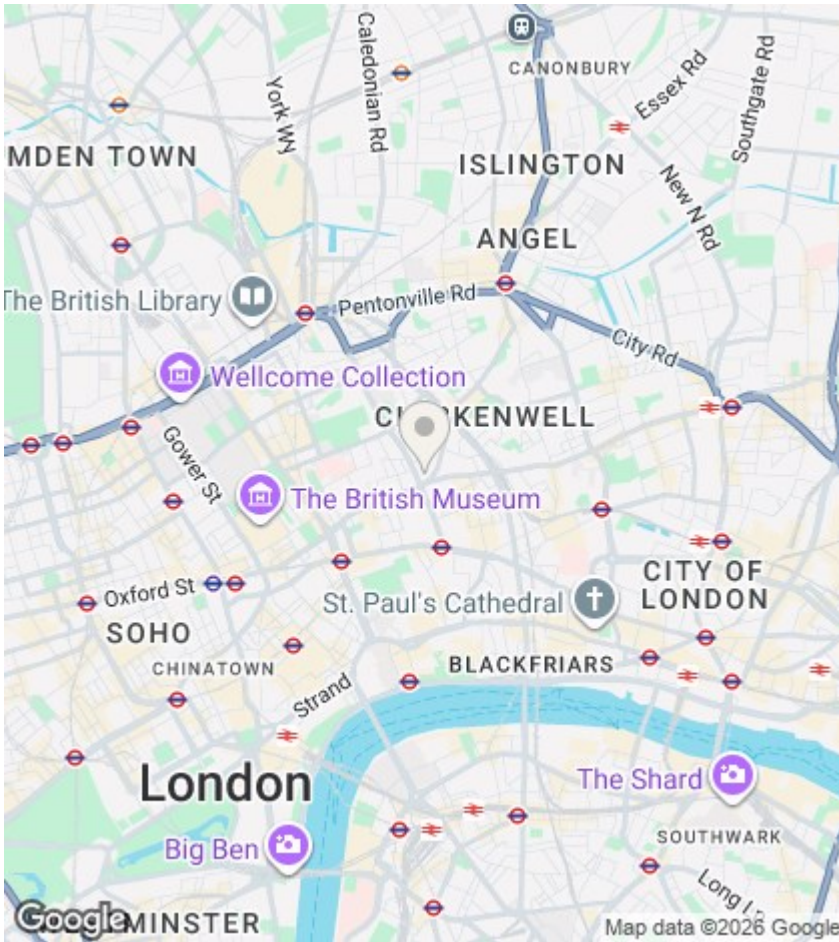 CANONBURY
Caledonian Rd
York WN
Essex Rd
Southgate Rd
MDEN TOWN
ISLINGTON
New N Rd
ANGEL
The British Library
Pentonville Rd
City Rd
Wellcome Collection
Gower St
The British Museum
Oxford St
St. Paul's Cathedral
CITY OF
LONDON
SOHO
CHINATOWN
BLACKFRIARS
Strand
London
The Shard
Big Ben
SOUTHWARK
Google
MINSTER
Map data ©2026 Google